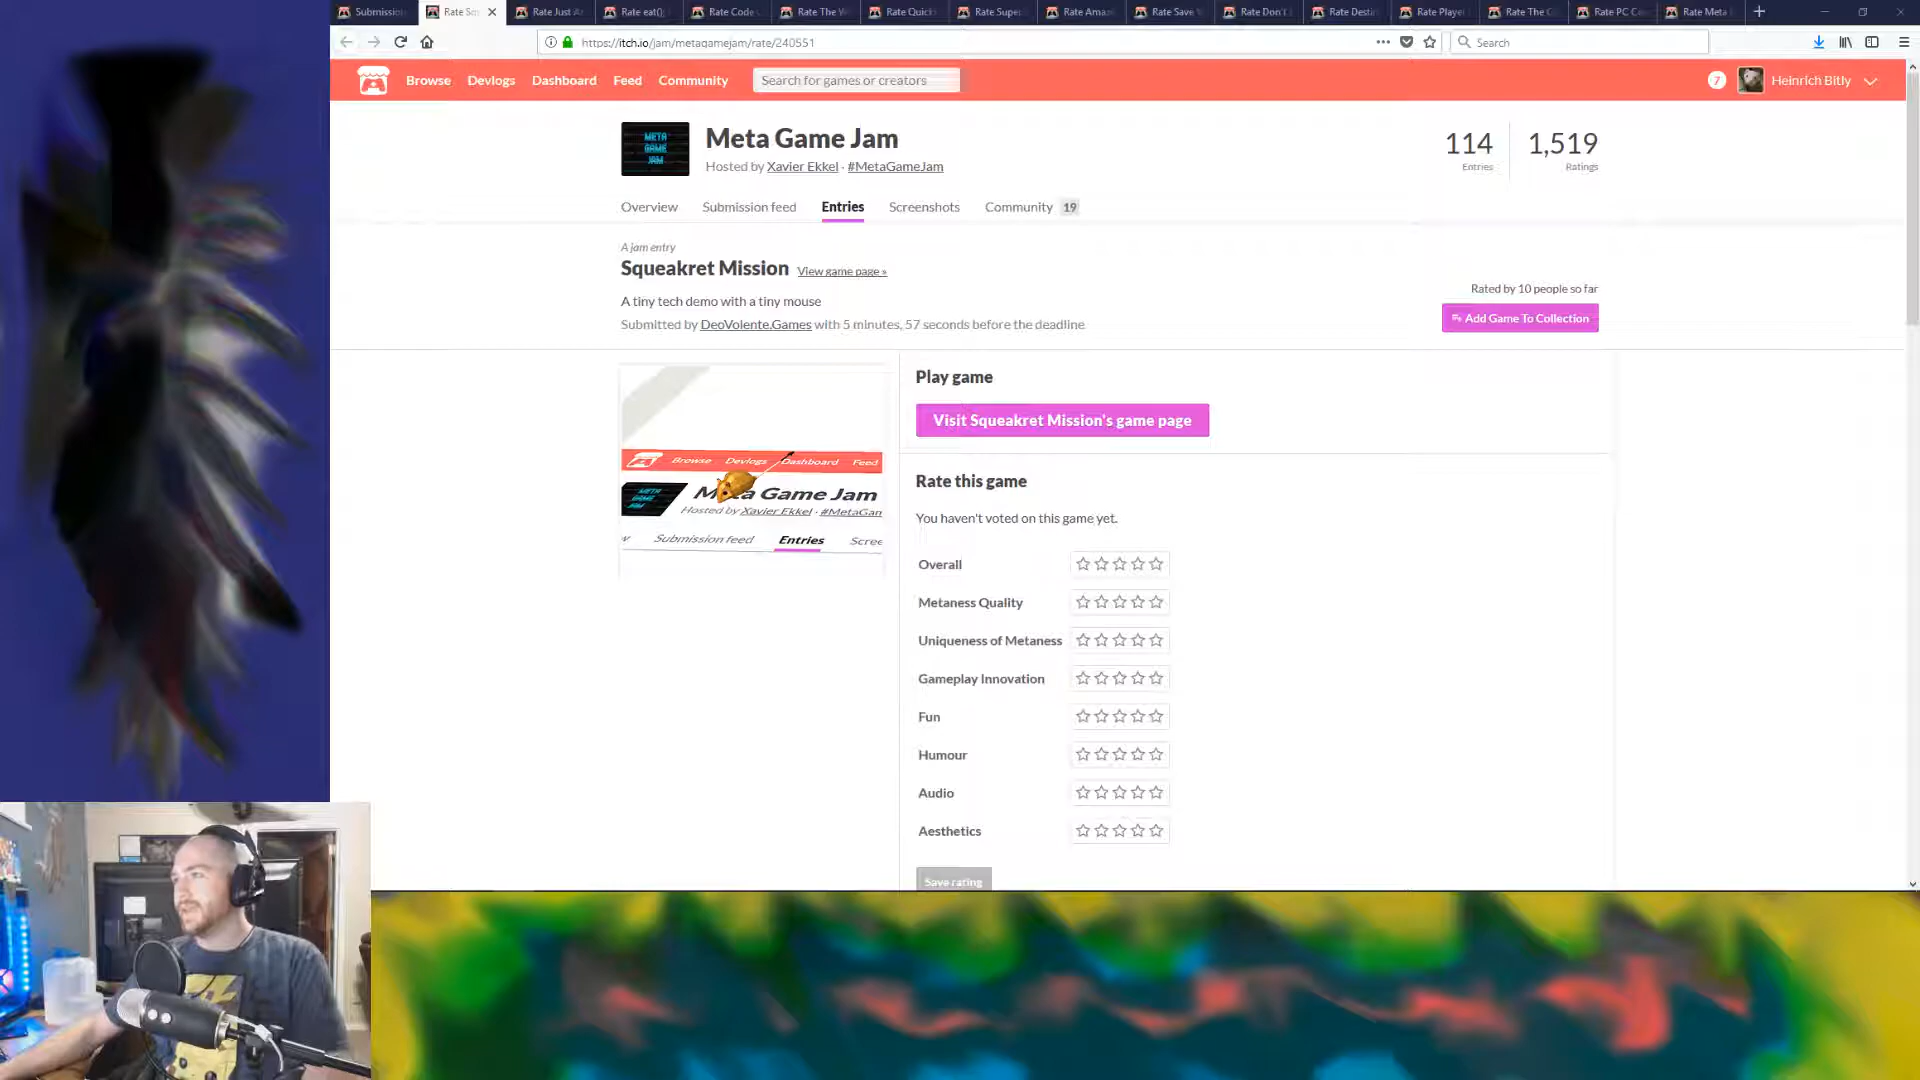 Submission
Rate Sq
Rate Just A
Rate eat(),
Rate Code
Rate The W
Rate Quick
Rate Super
Rate Amaz
Rate Save
Rate Don't
Rate Destin
Rate Player
Rate The
Rate PC
Rate Meta
https://itch.io/jam/metagamejam/rate/240551
Search
Browse
Devlogs
Dashboard
Feed
Community
Search for games or creators
7
Heinrich Bitly
META
GAME
JAM
Meta Game Jam
Hosted by Xavier Ekkel · #MetaGameJam
114
Entries
1,519
Ratings
Overview
Submission feed
Entries
Screenshots
Community 19
A jam entry
Squeakret Mission View game page »
A tiny tech demo with a tiny mouse
Submitted by DeoVolente.Games with 5 minutes, 57 seconds before the deadline
Rated by 10 people so far
Add Game To Collection
Browse Devlogs Dashboard Feed
META
GAME
JAM
Meta Game Jam
Hosted by Xavier Ekkel · #MetaGam
w Submission feed Entries Scree
Play game
Visit Squeakret Mission's game page
Rate this game
You haven't voted on this game yet.
Overall
Metaness Quality
Uniqueness of Metaness
Gameplay Innovation
Fun
Humour
Audio
Aesthetics
Save rating